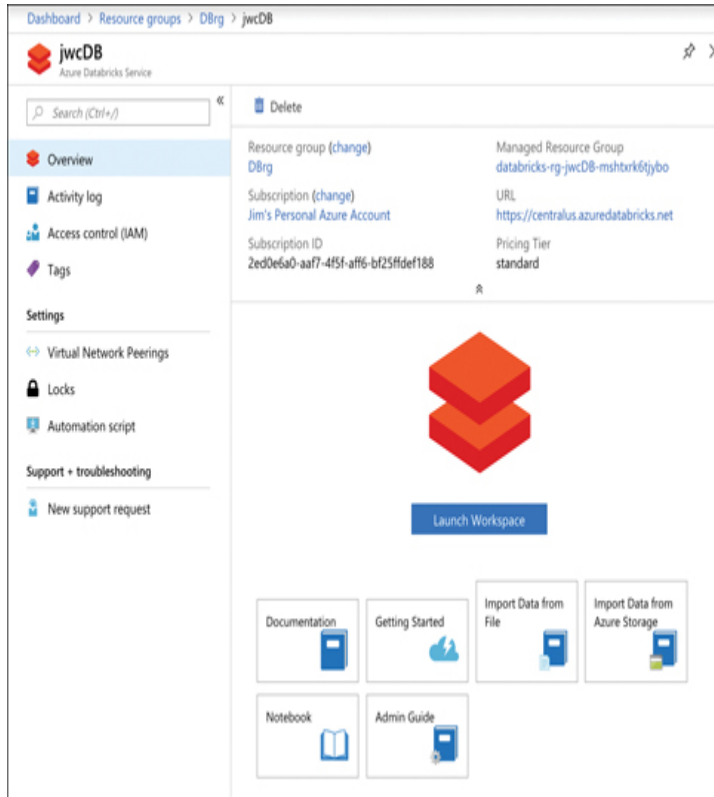 Dashboard > Resource groups > DBrg > jwcDB
jwcDB
Azure Databricks Service
Search (Ctrl+/)
Overview
Activity log
Access control (IAM)
Tags
Settings
Virtual Network Peerings
Locks
Automation script
Support + troubleshooting
New support request
Delete
Resource group (change)
DBrg
Subscription (change)
Jim's Personal Azure Account
Subscription ID
2ed0e6a0-aaf7-4f5f-aff6-bf25ffdef188
Managed Resource Group
databricks-rg-jwcDB-mshtxrk6tjybo
URL
https://centralus.azuredatabricks.net
Pricing Tier
standard
Launch Workspace
Documentation
Getting Started
Import Data from
File
Import Data from
Azure Storage
Notebook
Admin Guide